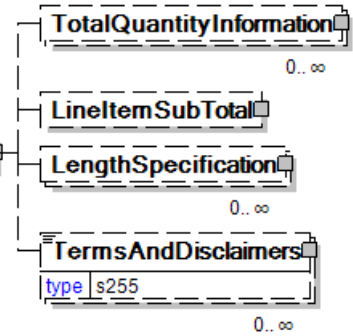 TotalQuantityInformation
0.. ∞
LineItemSubTotal
LengthSpecification
0.. ∞
TermsAndDisclaimers
type s255
0.. ∞